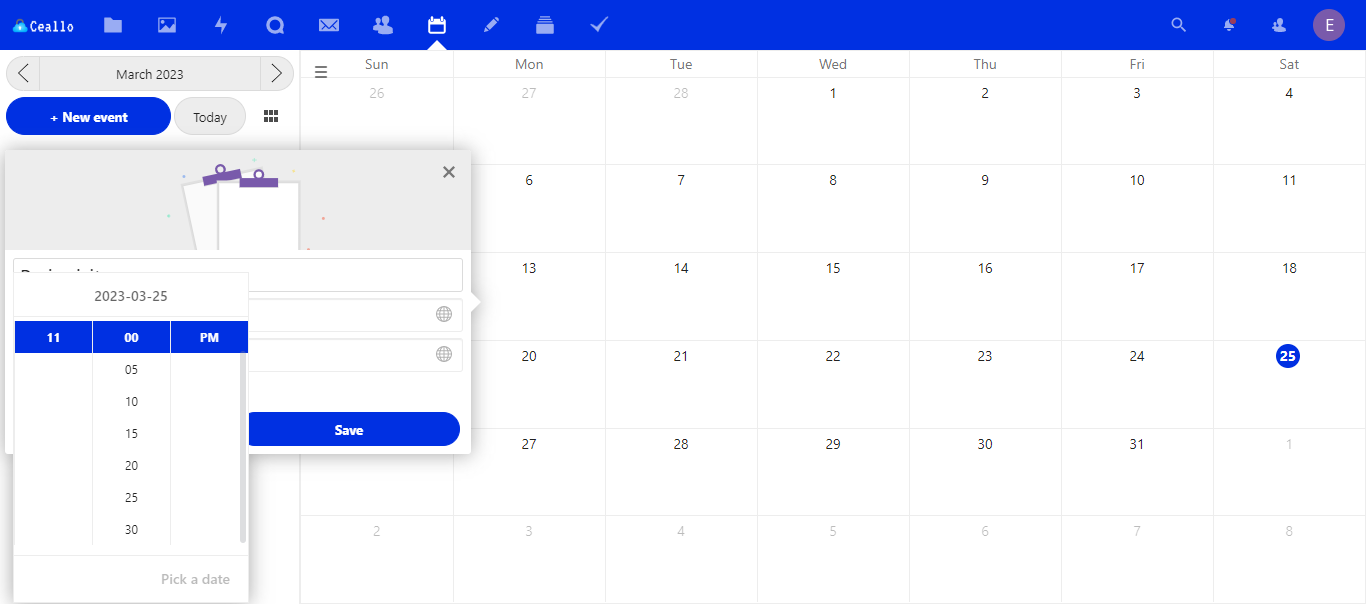 Ceallo
E
March 2023
+ New event
Today
Sun Mon Tue Wed Thu Fri Sat
26 27 28 1 2 3 4
6 7 8 9 10 11
13 14 15 16 17 18
20 21 22 23 24 25
27 28 29 30 31 1
2 3 4 5 6 7 8
2023-03-25
11 00 PM
05
10
15
20
25
30
Pick a date
Save